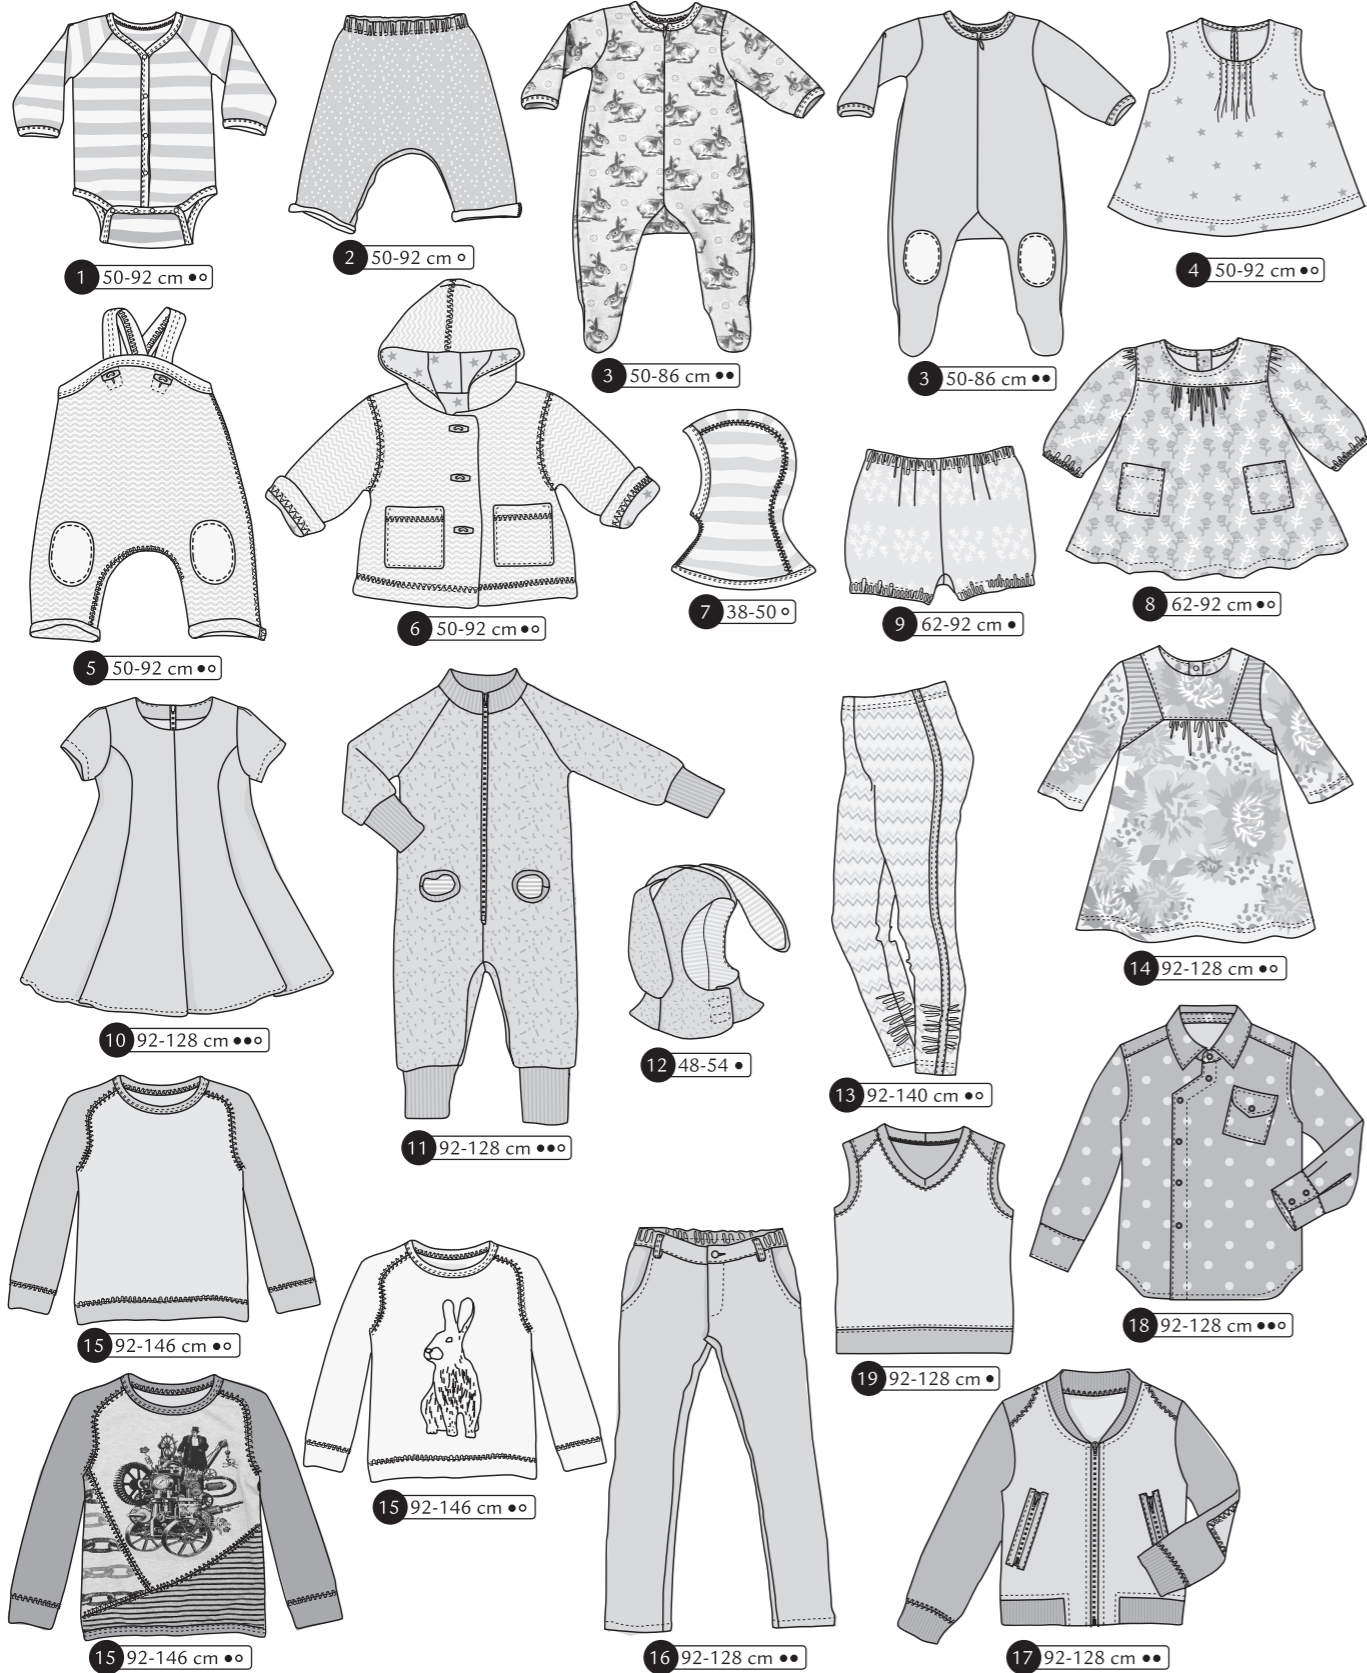 1 50-92 cm ●○
2 50-92 cm ○
3 50-86 cm ●●
3 50-86 cm ●●
4 50-92 cm ●○
5 50-92 cm ●○
6 50-92 cm ●○
7 38-50 ○
9 62-92 cm ●
8 62-92 cm ●○
10 92-128 cm ●●○
11 92-128 cm ●●○
12 48-54 ●
13 92-140 cm ●○
14 92-128 cm ●○
15 92-146 cm ●○
15 92-146 cm ●○
15 92-146 cm ●○
16 92-128 cm ●●
19 92-128 cm ●
18 92-128 cm ●●○
17 92-128 cm ●●